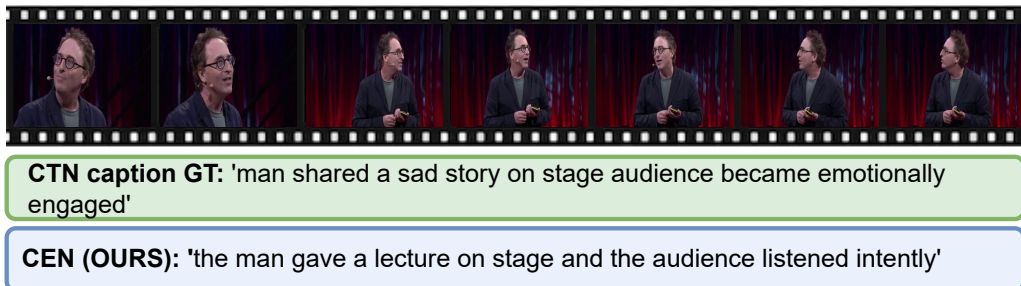 CTN caption GT: 'man shared a sad story on stage audience became emotionally
engaged'
CEN (OURS): 'the man gave a lecture on stage and the audience listened intently'